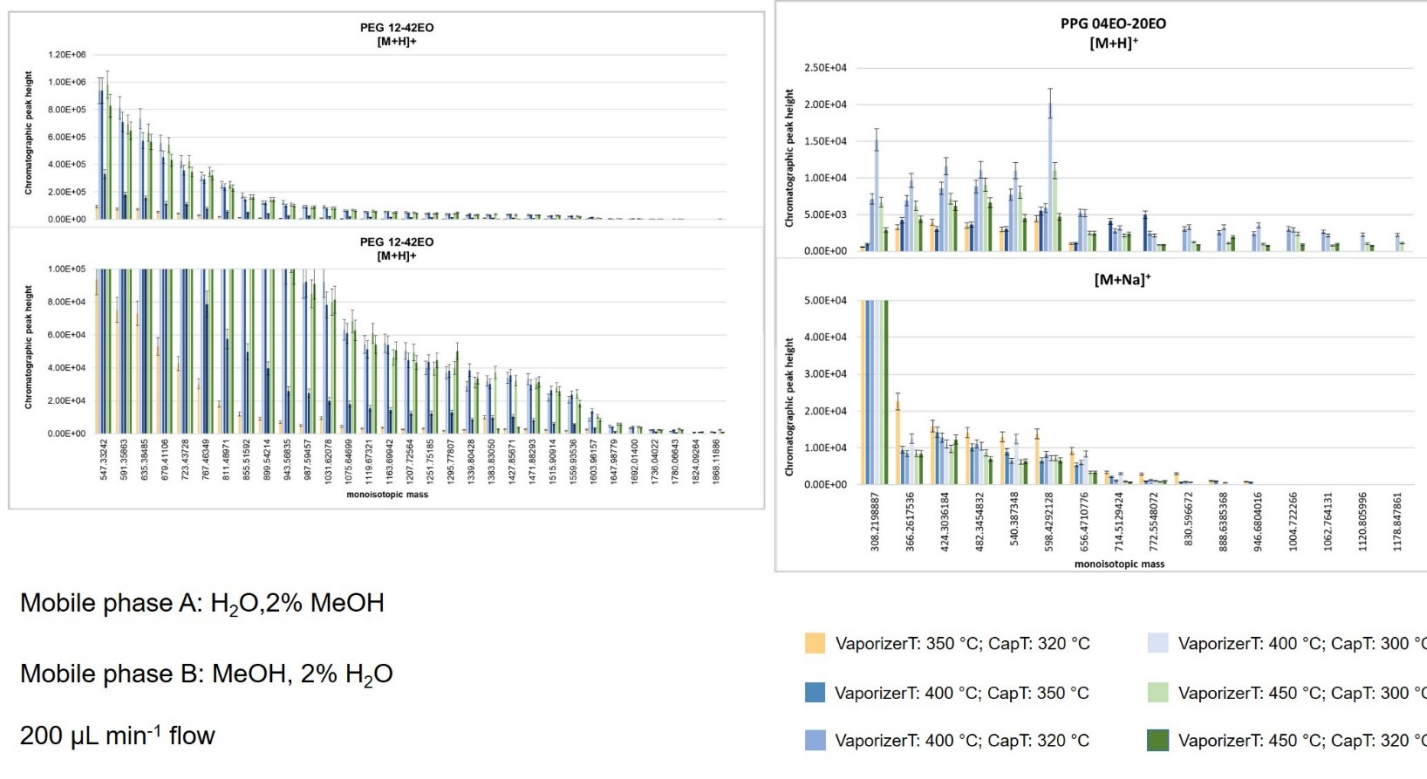 PEG 12-42EO
[M+H]+
1.20E+06
1.00E+06
8.00E+05
6.00E+05
4.00E+05
2.00E+05
0.00E+00
Chromatographic peak height
PEG 12-42EO
[M+H]+
1.00E+05
8.00E+04
6.00E+04
4.00E+04
2.00E+04
0.00E+00
Chromatographic peak height
547.33242
591.35863
635.38485
679.41106
723.43728
767.46349
811.48971
855.51592
899.54214
943.56835
987.59457
1031.62078
1075.64699
1119.67321
1163.69942
1207.72564
1251.75185
1295.77807
1339.80428
1383.83050
1427.85671
1471.88293
1515.90914
1559.93536
1603.96157
1647.98779
1692.01400
1736.04022
1780.06643
1824.09264
1868.11886
monoisotopic mass
PPG 04EO-20EO
[M+H]⁺
2.50E+04
2.00E+04
1.50E+04
1.00E+04
5.00E+03
0.00E+00
Chromatographic peak height
[M+Na]⁺
5.00E+04
4.00E+04
3.00E+04
2.00E+04
1.00E+04
0.00E+00
Chromatographic peak height
308.2198887
366.2617536
424.3036184
482.3454832
540.387348
598.4292128
656.4710776
714.5129424
772.5548072
830.596672
888.6385368
946.6804016
1004.722266
1062.764131
1120.805996
1178.847861
monoisotopic mass
Mobile phase A: H₂O,2% MeOH
Mobile phase B: MeOH, 2% H₂O
200 µL min⁻¹ flow
VaporizerT: 350 °C; CapT: 320 °C
VaporizerT: 400 °C; CapT: 300 °C
VaporizerT: 400 °C; CapT: 350 °C
VaporizerT: 450 °C; CapT: 300 °C
VaporizerT: 400 °C; CapT: 320 °C
VaporizerT: 450 °C; CapT: 320 °C